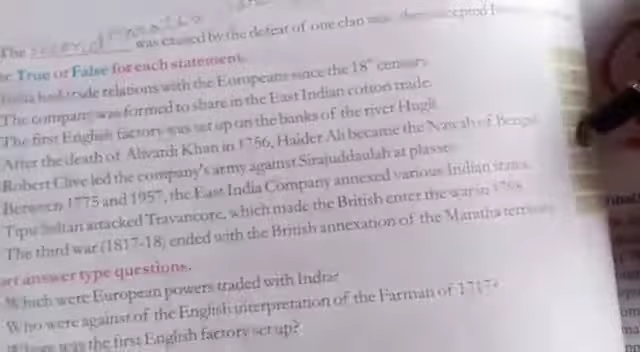 The was caused by the defeat of one clan
True or False for each statement.
had trade relations with the Europeans since the 18th century.
The company was formed to share in the East Indian cotton trade.
The first English factory was set up on the banks of the river Hugli.
After the death of Alivardi Khan in 1756, Haider Ali became the Nawab of Bengal
Robert Clive led the company's army against Sirajuddaulah at plassey
Between 1775 and 1957, the East India Company annexed various Indian states.
Tipu Sultan attacked Travancore, which made the British enter the war in
The third war (1817-18) ended with the British annexation of the Maratha territory
answer type questions.
Which were European powers traded with India?
Who were against of the English interpretation of the Farman of 1717?
was the first English factory set up?